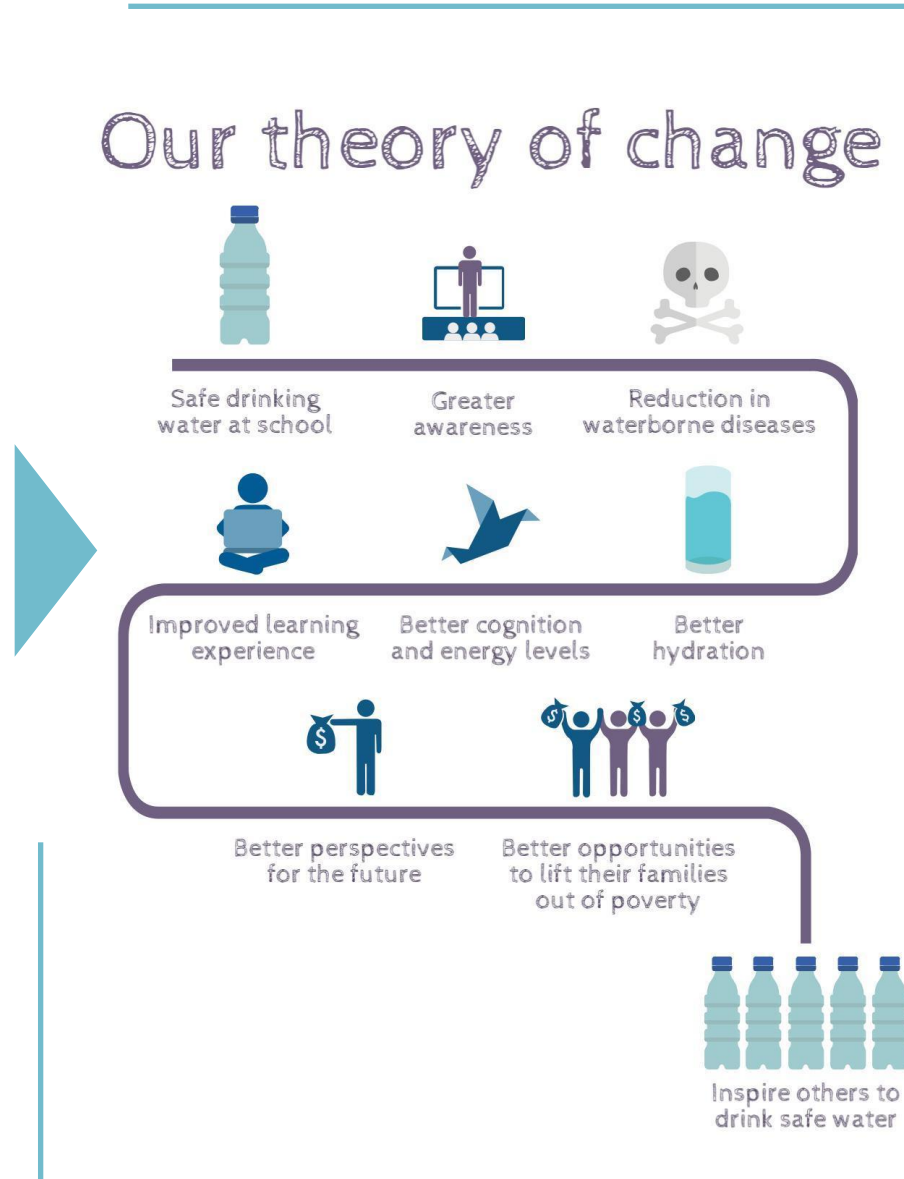 Our theory of change
Safe drinking
water at school
Greater
awareness
Reduction in
waterborne diseases
Improved learning
experience
Better cognition
and energy levels
Better
hydration
Better perspectives
for the future
Better opportunities
to lift their families
out of poverty
Inspire others to
drink safe water